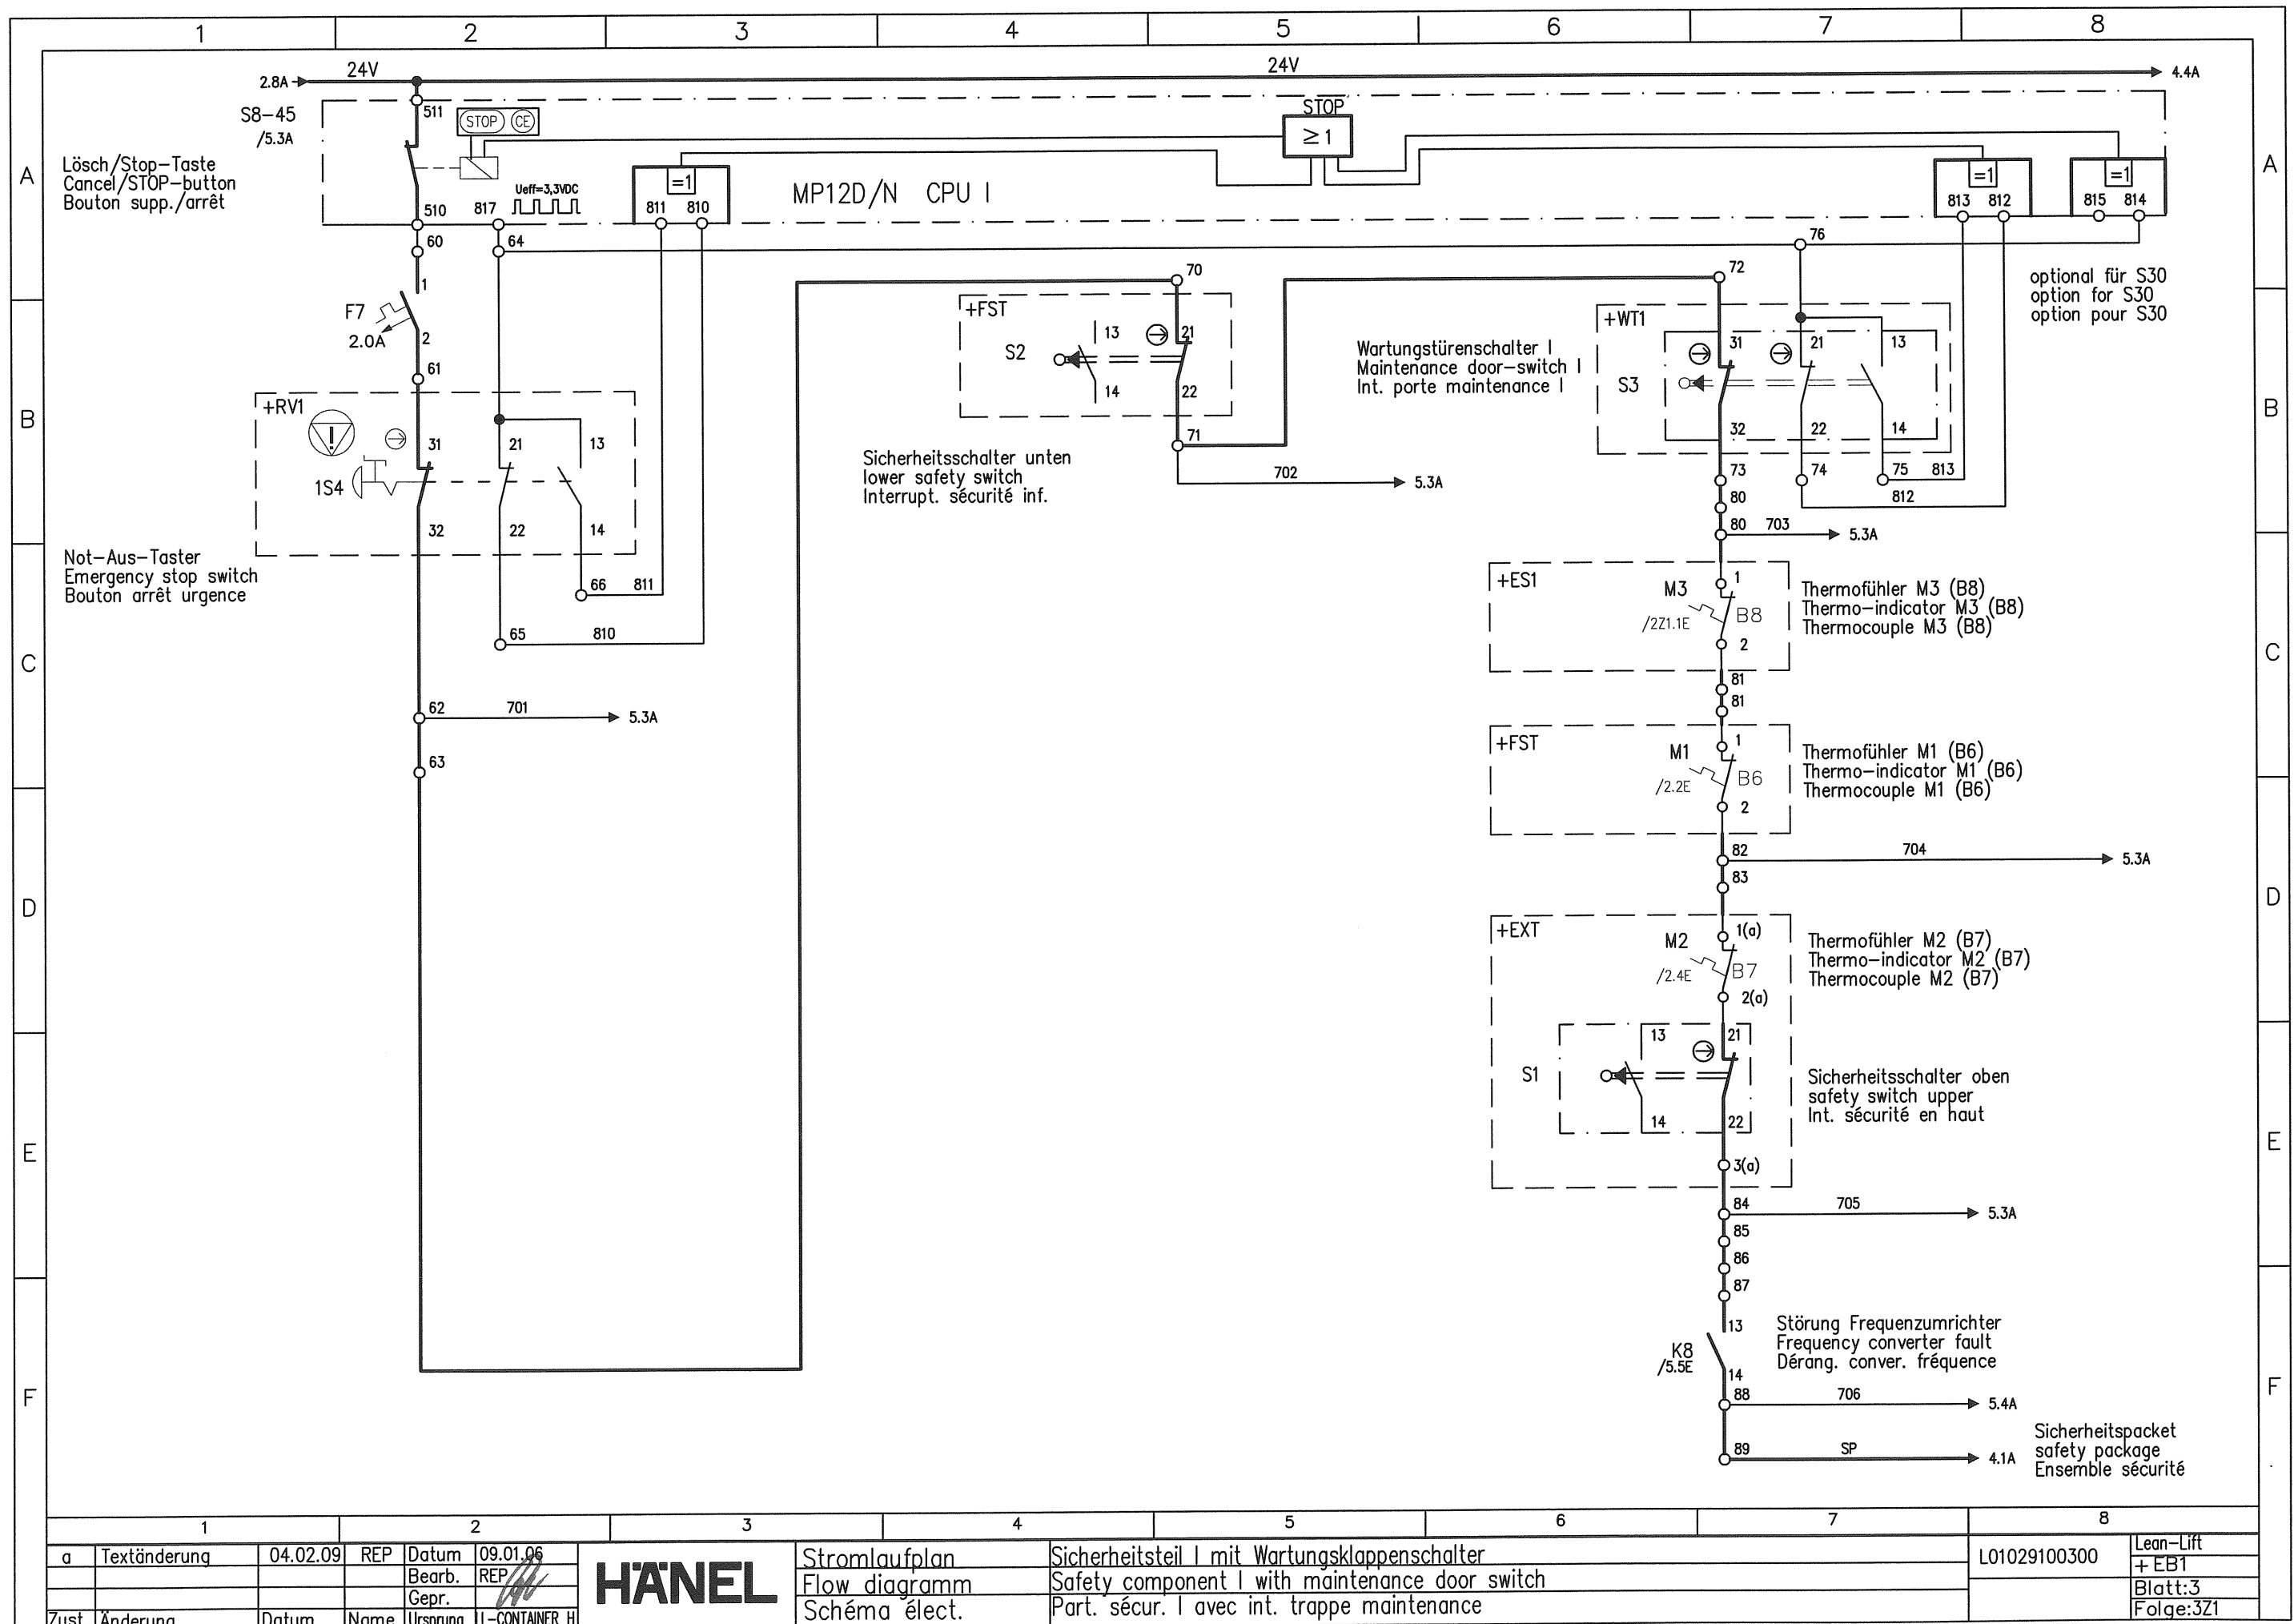 1 2 3 4 5 6 7 8
2.8A
24V
24V
4.4A
S8-45
/5.3A
511
STOP CE
STOP
≥1
A
A
Lösch/Stop-Taste
Cancel/STOP-button
Bouton supp./arrêt
Ueff=3,3VDC
=1
MP12D/N CPU I
=1
=1
510
817
811 810
813 812
815 814
60
64
76
1
F7
2.0A
2
61
70
72
optional für S30
option for S30
option pour S30
+FST
S2
13
21
14
22
71
702
5.3A
Sicherheitsschalter unten
lower safety switch
Interrupt. sécurité inf.
Wartungstürenschalter I
Maintenance door-switch I
Int. porte maintenance I
+WT1
S3
31
21
13
32
22
14
73
74
75 813
812
80
80 703
5.3A
B
B
+RV1
!
1S4
31
21
13
32
22
14
Not-Aus-Taster
Emergency stop switch
Bouton arrêt urgence
66 811
65 810
C
C
62 701
5.3A
63
+ES1
M3
/2Z1.1E
1
B8
2
Thermofühler M3 (B8)
Thermo-indicator M3 (B8)
Thermocouple M3 (B8)
81
81
+FST
M1
/2.2E
1
B6
2
Thermofühler M1 (B6)
Thermo-indicator M1 (B6)
Thermocouple M1 (B6)
82 704
5.3A
83
D
D
+EXT
M2
/2.4E
1(a)
B7
2(a)
Thermofühler M2 (B7)
Thermo-indicator M2 (B7)
Thermocouple M2 (B7)
S1
13
21
14
22
Sicherheitsschalter oben
safety switch upper
Int. sécurité en haut
3(a)
E
E
84 705
5.3A
85
86
87
13
K8
/5.5E
14
Störung Frequenzumrichter
Frequency converter fault
Dérang. conver. fréquence
88 706
5.4A
89 SP
4.1A
Sicherheitspacket
safety package
Ensemble sécurité
F
F
1 2 3 4 5 6 7 8
a Textänderung 04.02.09 REP Datum 09.01.06
Bearb. REP
Gepr.
Zust. Änderung Datum Name Ursprung L-CONTAINER H
HÄNEL
Stromlaufplan
Flow diagramm
Schéma élect.
Sicherheitsteil I mit Wartungsklappenschalter
Safety component I with maintenance door switch
Part. sécur. I avec int. trappe maintenance
L01029100300
Lean-Lift
+EB1
Blatt:3
Folge:3Z1